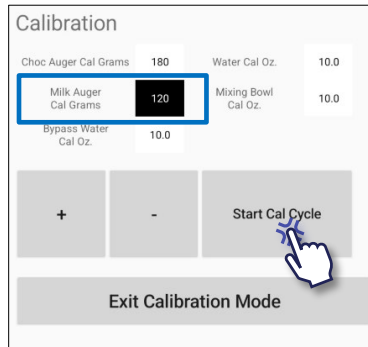 Calibration
Choc Auger Cal Grams 180 Water Cal Oz. 10.0
Milk Auger
Cal Grams 120 Mixing Bowl
Cal Oz. 10.0
Bypass Water
Cal Oz. 10.0
+ - Start Cal Cycle
Exit Calibration Mode